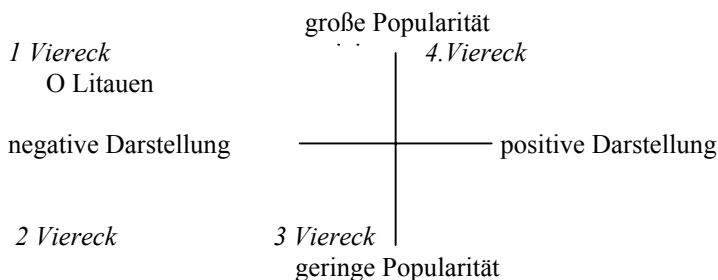 große Popularität
1 Viereck 4.Viereck
O Litauen
negative Darstellung positive Darstellung
2 Viereck 3 Viereck
geringe Popularität